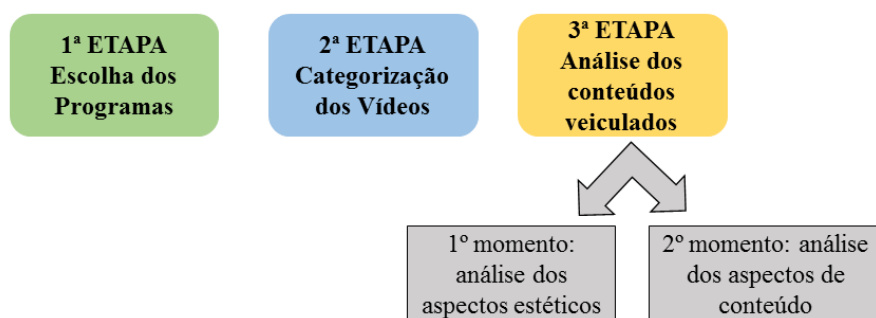 1ª ETAPA
Escolha dos
Programas
2ª ETAPA
Categorização
dos Vídeos
3ª ETAPA
Análise dos
conteúdos
veiculados
1º momento:
análise dos
aspectos estéticos
2º momento: análise
dos aspectos de
conteúdo